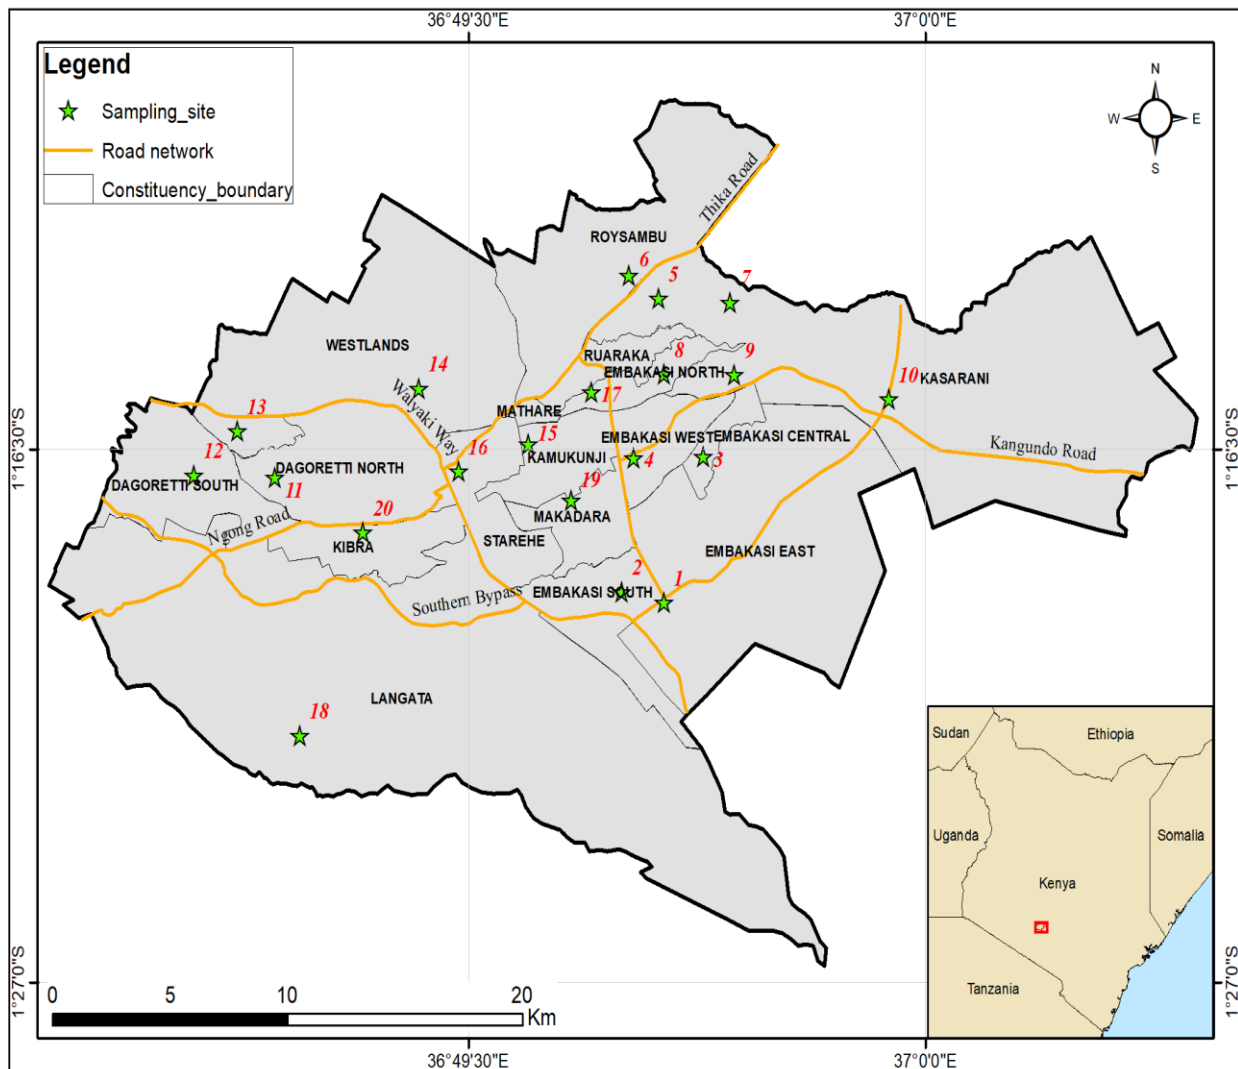 36°49'30"E
37°0'0"E
Legend
Sampling_site
Road network
Constituency_boundary
N
W
E
S
Thika Road
ROYSAMBU
6
5
7
WESTLANDS
RUARAKA
8
9
EMBAKASI NORTH
14
10
KASARANI
17
Waiyaki Way
MATHARE
13
12
15
EMBAKASI WEST
EMBAKASI CENTRAL
1°16'30"S
1°16'30"S
KAMUKUNJI
Kangundo Road
16
4
3
DAGORETTI NORTH
DAGORETTI SOUTH
11
19
MAKADARA
20
Ngong Road
KIBRA
STAREHE
EMBAKASI EAST
2
1
EMBAKASI SOUTH
Southern Bypass
LANGATA
18
Sudan
Ethiopia
Uganda
Somalia
Kenya
Tanzania
1°27'0"S
1°27'0"S
0
5
10
20
Km
36°49'30"E
37°0'0"E